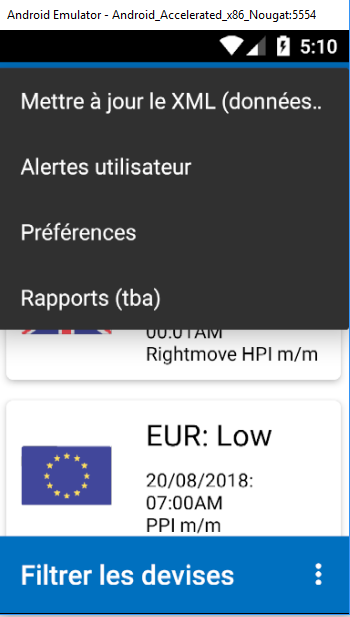 Android Emulator - Android_Accelerated_x86_Nougat:5554
5:10
Mettre à jour le XML (données..
Alertes utilisateur
Préférences
Rapports (tba)
00:01AM
Rightmove HPI m/m
EUR: Low
20/08/2018:
07:00AM
PPI m/m
Filtrer les devises